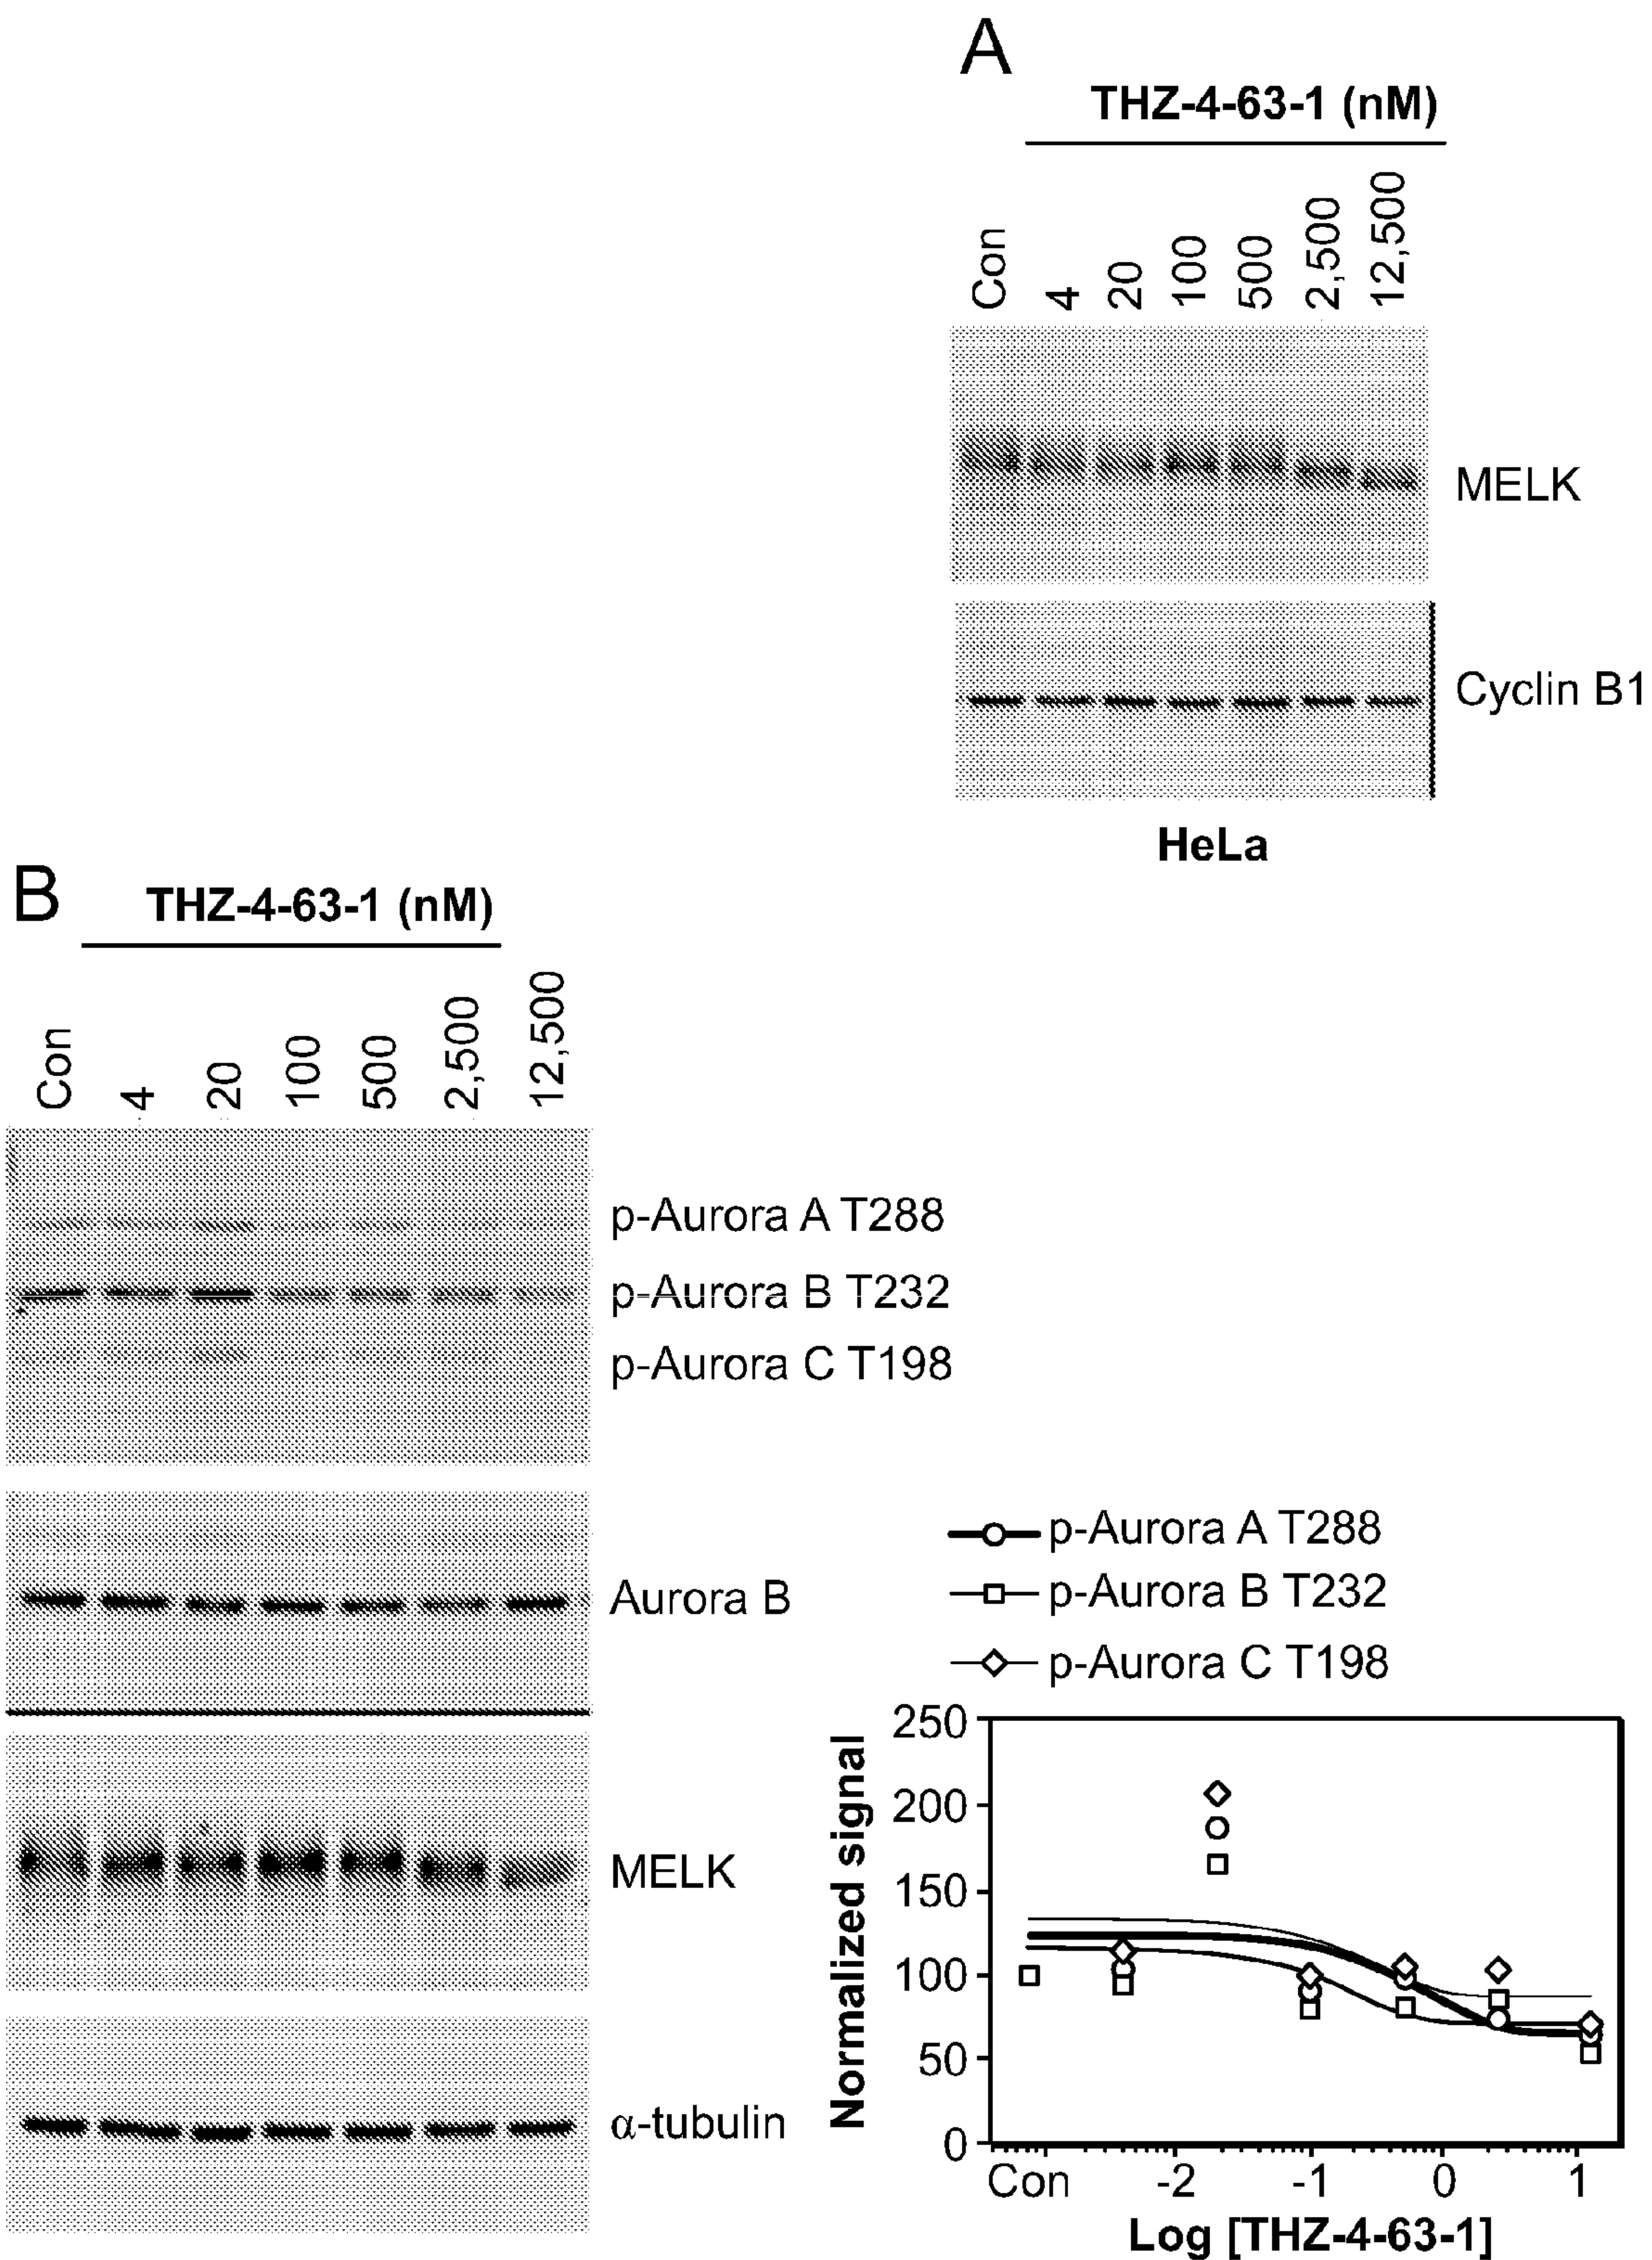 A
THZ-4-63-1 (nM)
Con 4 20 100 500 2,500 12,500
MELK
Cyclin B1
HeLa
B
THZ-4-63-1 (nM)
Con 4 20 100 500 2,500 12,500
p-Aurora A T288
p-Aurora B T232
p-Aurora C T198
Aurora B
MELK
α-tubulin
p-Aurora A T288
p-Aurora B T232
p-Aurora C T198
Normalized signal
250
200
150
100
50
0
Con -2 -1 0 1
Log [THZ-4-63-1]